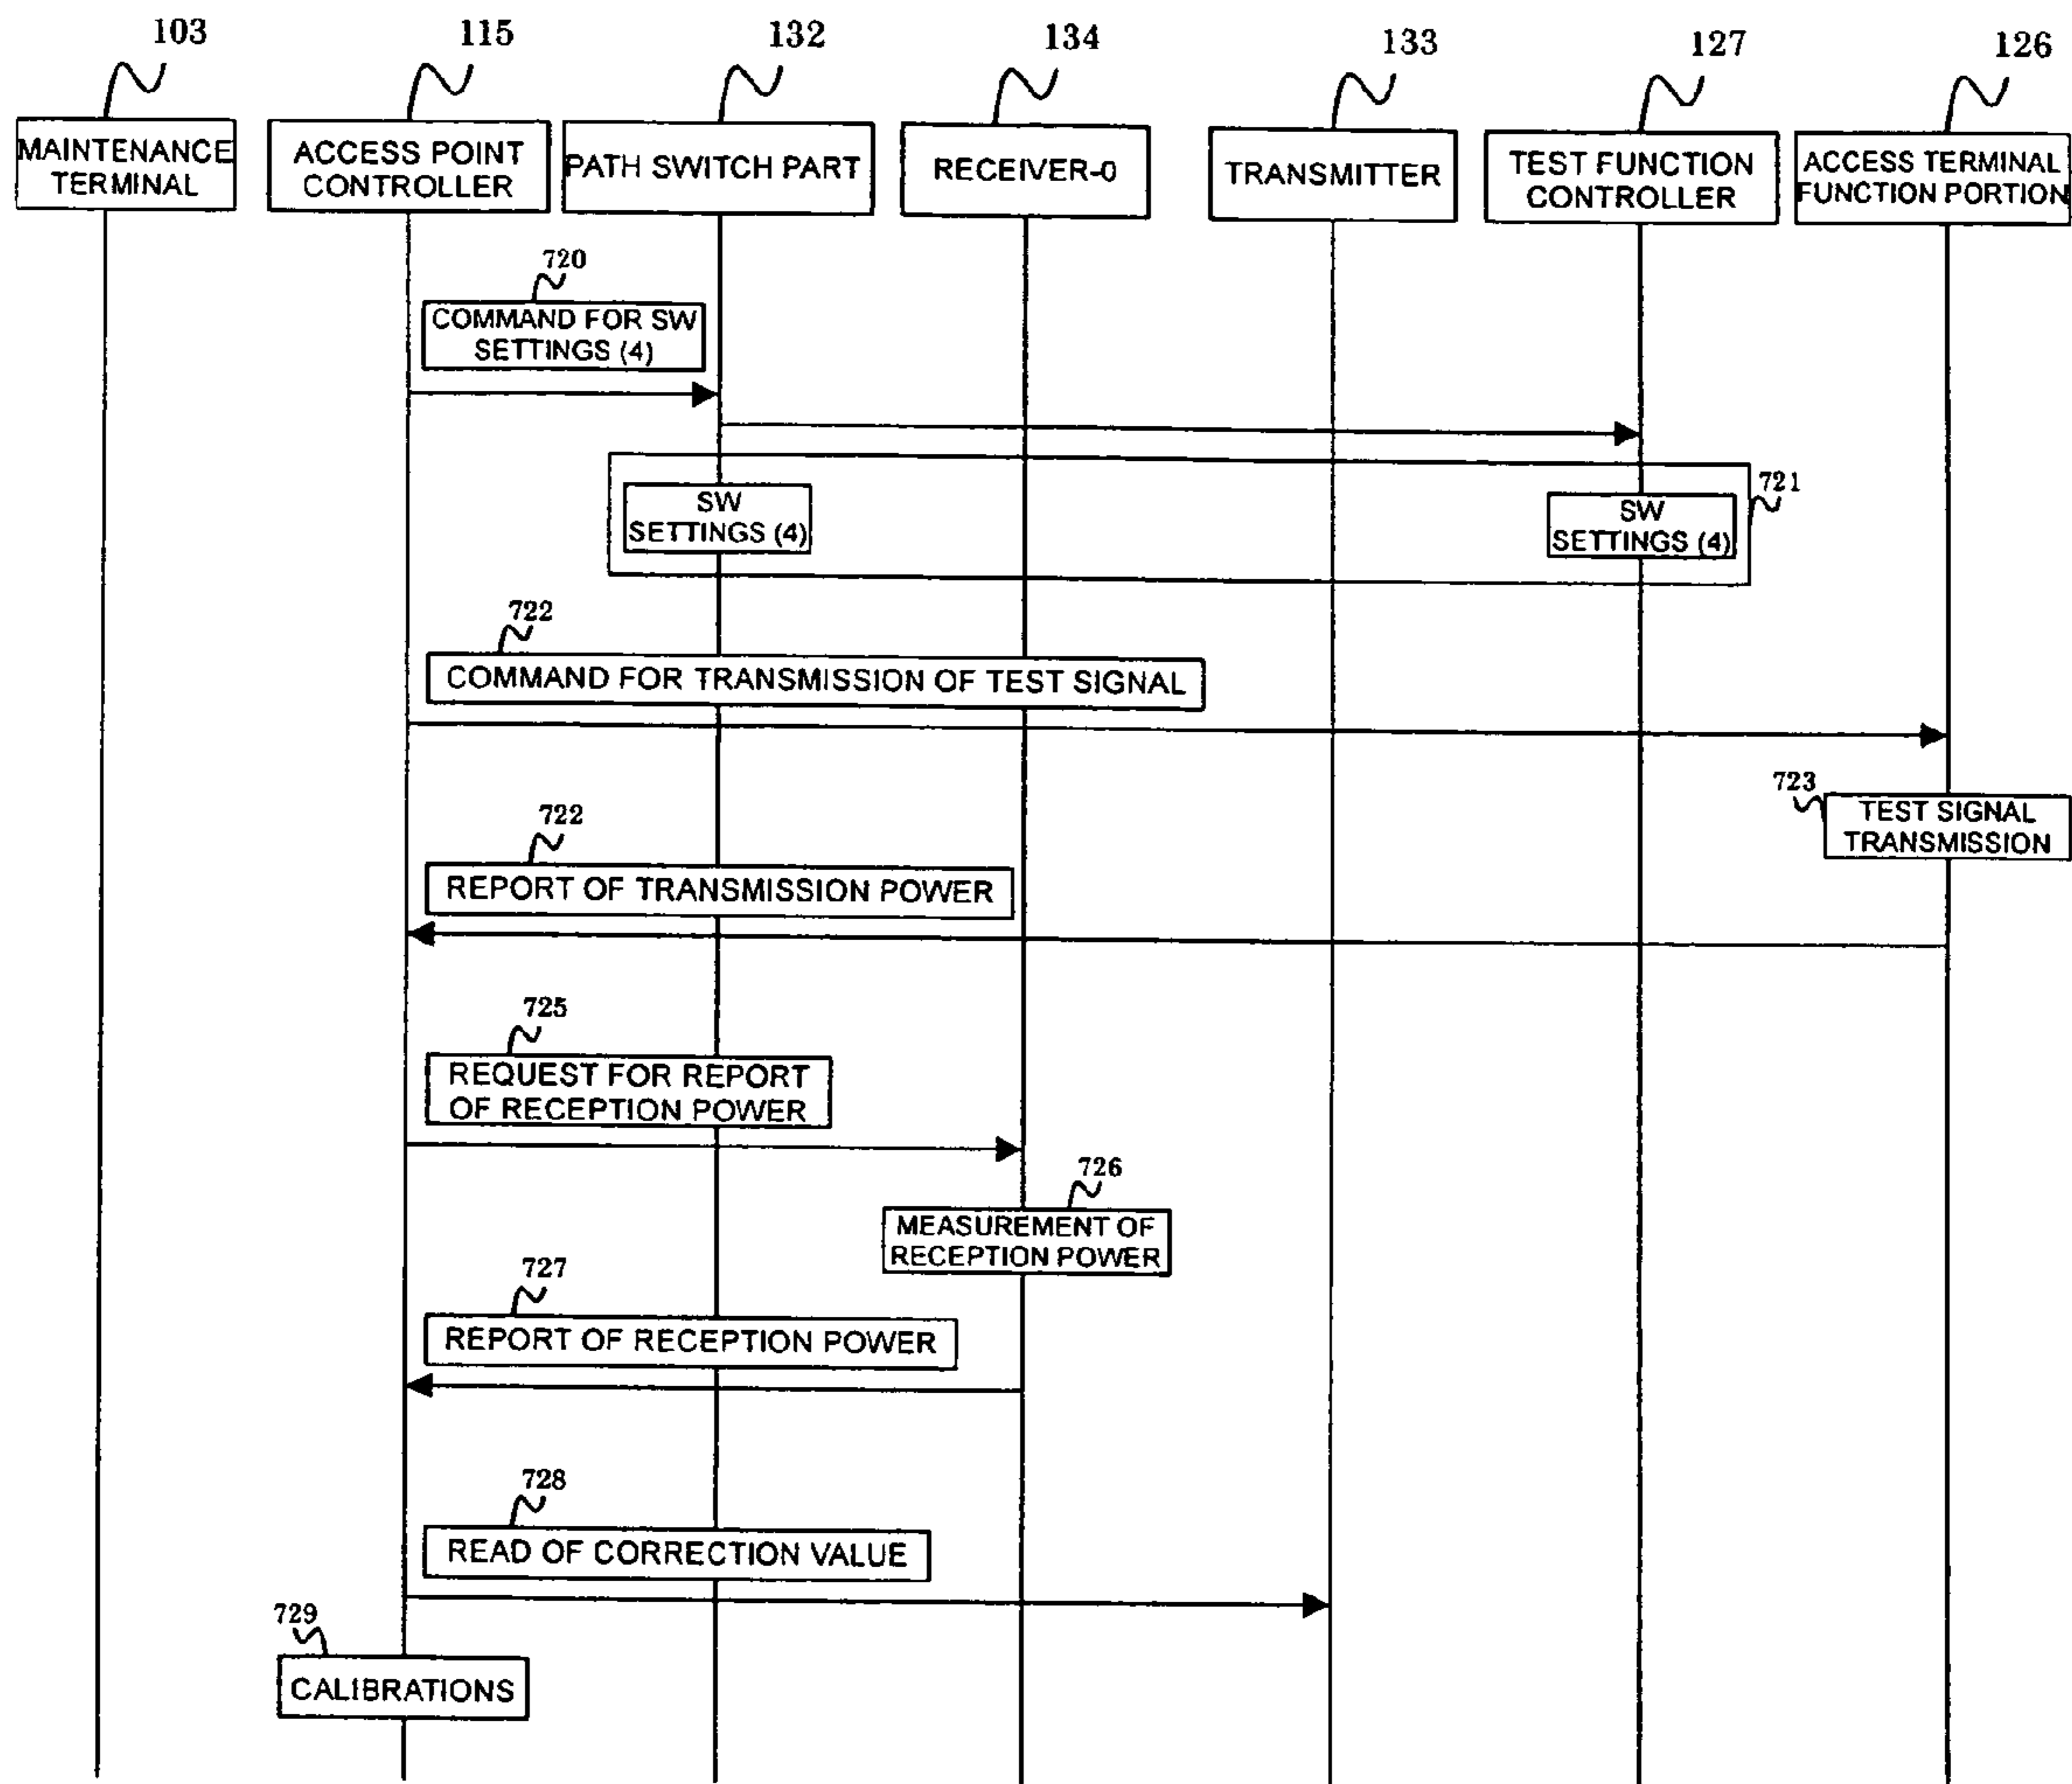 103
115
132
134
133
127
126
MAINTENANCE
TERMINAL
ACCESS POINT
CONTROLLER
PATH SWITCH PART
RECEIVER-0
TRANSMITTER
TEST FUNCTION
CONTROLLER
ACCESS TERMINAL
FUNCTION PORTION
720
COMMAND FOR SW
SETTINGS (4)
SW
SETTINGS (4)
SW
SETTINGS (4)
721
722
COMMAND FOR TRANSMISSION OF TEST SIGNAL
723
TEST SIGNAL
TRANSMISSION
722
REPORT OF TRANSMISSION POWER
725
REQUEST FOR REPORT
OF RECEPTION POWER
726
MEASUREMENT OF
RECEPTION POWER
727
REPORT OF RECEPTION POWER
728
READ OF CORRECTION VALUE
729
CALIBRATIONS